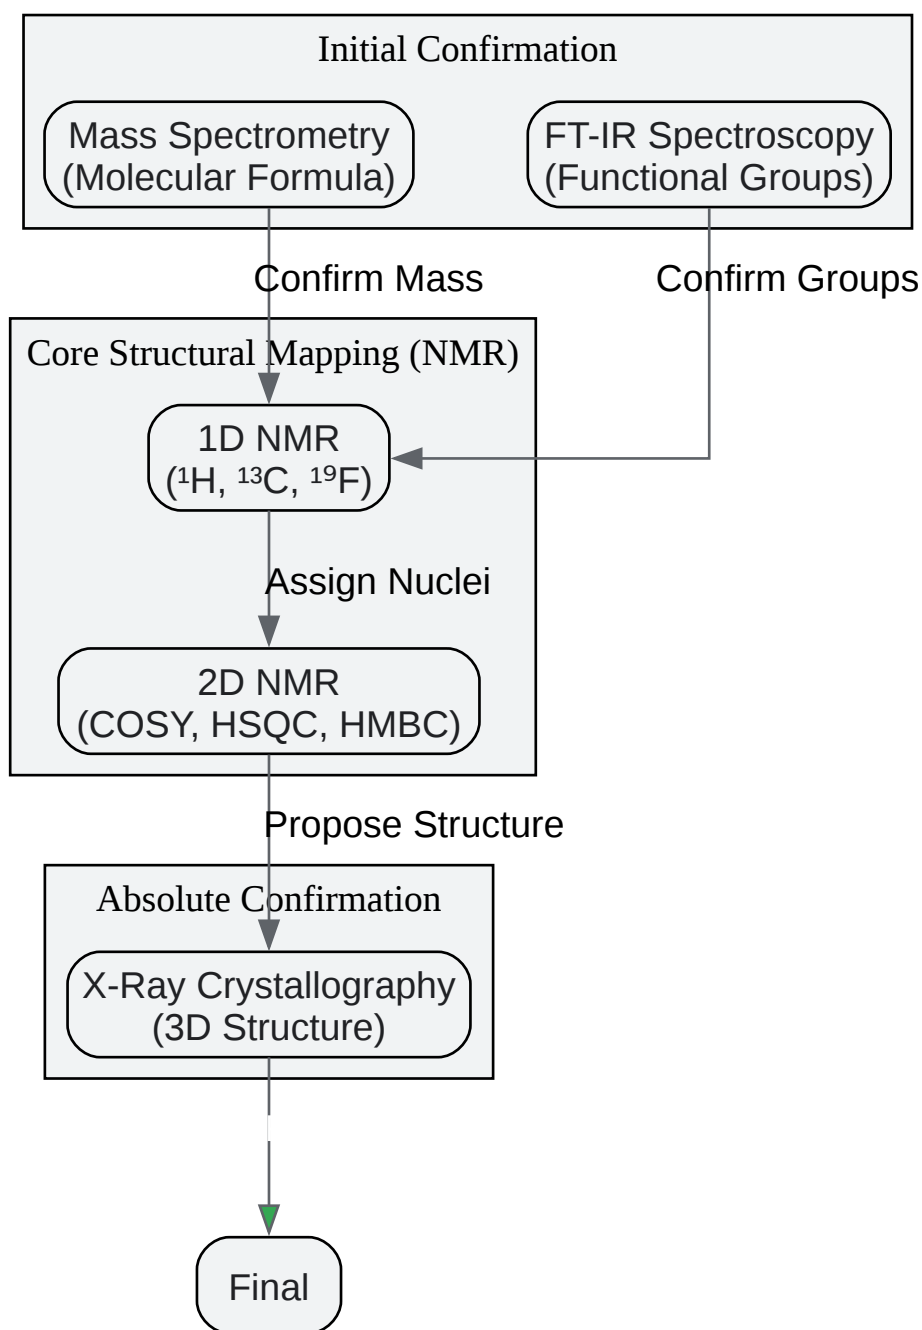 Initial Confirmation
Mass Spectrometry
(Molecular Formula)
FT-IR Spectroscopy
(Functional Groups)
Confirm Mass
Confirm Groups
Core Structural Mapping (NMR)
1D NMR
(¹H, ¹³C, ¹⁹F)
Assign Nuclei
2D NMR
(COSY, HSQC, HMBC)
Propose Structure
Absolute Confirmation
X-Ray Crystallography
(3D Structure)
Final